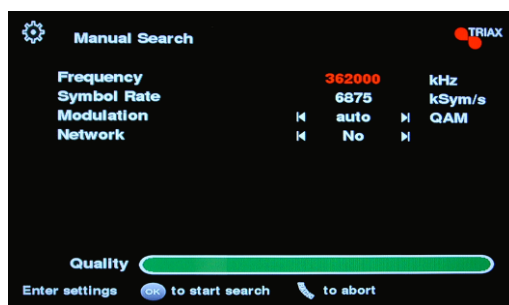 Manual Search
TRIAX
Frequency 362000 kHz
Symbol Rate 6875 kSym/s
Modulation auto QAM
Network No
Quality
Enter settings OK to start search to abort